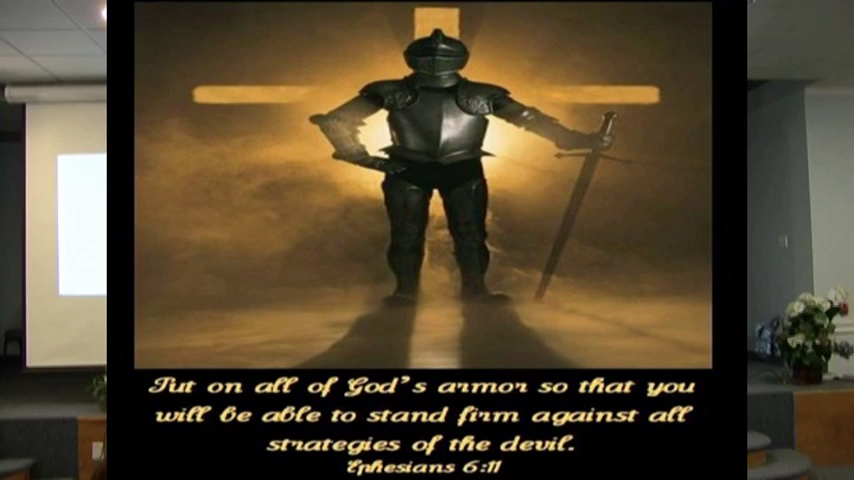 Put on all of God's armor so that you
will be able to stand firm against all
strategies of the devil.
Ephesians 6:11